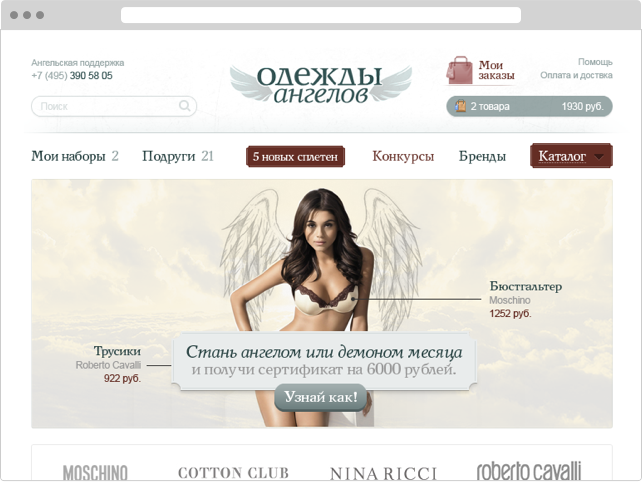 Ангельская поддержка
+7 (495) 390 58 05
Поиск
одежды
ангелов
Мои
заказы
Помощь
Оплата и доствка
2 товара 1930 руб.
Мои наборы 2 Подруги 21 5 новых сплетен Конкурсы Бренды Каталог
Бюстгальтер
Moschino
1252 руб.
Трусики
Roberto Cavalli
922 руб.
Стань ангелом или демоном месяца
и получи сертификат на 6000 рублей.
Узнай как!
MOSCHINO COTTON CLUB NINA RICCI roberto cavalli